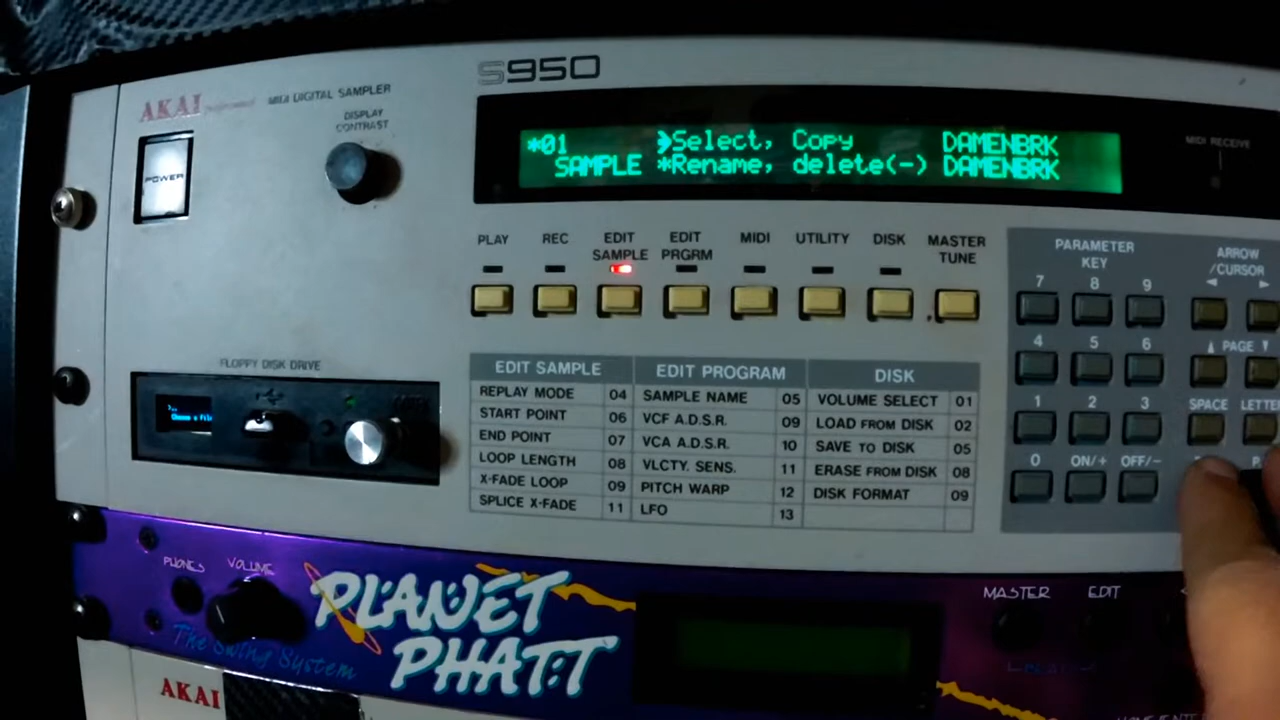 S950
AKAI professional MIDI DIGITAL SAMPLER
DISPLAY
CONTRAST
POWER
*01 Select, Copy DAMENBRK
SAMPLE *Rename, delete(-) DAMENBRK
MIDI RECEIVE
PLAY REC EDIT SAMPLE EDIT PRGRM MIDI UTILITY DISK MASTER TUNE
PARAMETER
KEY
ARROW
/CURSOR
7 8 9
4 5 6
PAGE
1 2 3 SPACE
0 ON/+ OFF/-
FLOPPY DISK DRIVE
Choose a fil
EDIT SAMPLE EDIT PROGRAM DISK
REPLAY MODE 04 SAMPLE NAME 05 VOLUME SELECT 01
START POINT 06 VCF A.D.S.R. 09 LOAD FROM DISK 02
END POINT 07 VCA A.D.S.R. 10 SAVE TO DISK 05
LOOP LENGTH 08 VLCTY. SENS. 11 ERASE FROM DISK 08
X-FADE LOOP 09 PITCH WARP 12 DISK FORMAT 09
SPLICE X-FADE 11 LFO 13
PHONES VOLUME
PLANET
PHATT
The Swing System
MASTER EDIT
AKAI